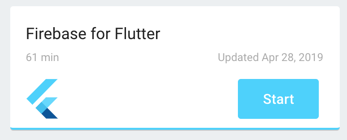 Firebase for Flutter
61 min Updated Apr 28, 2019
Start